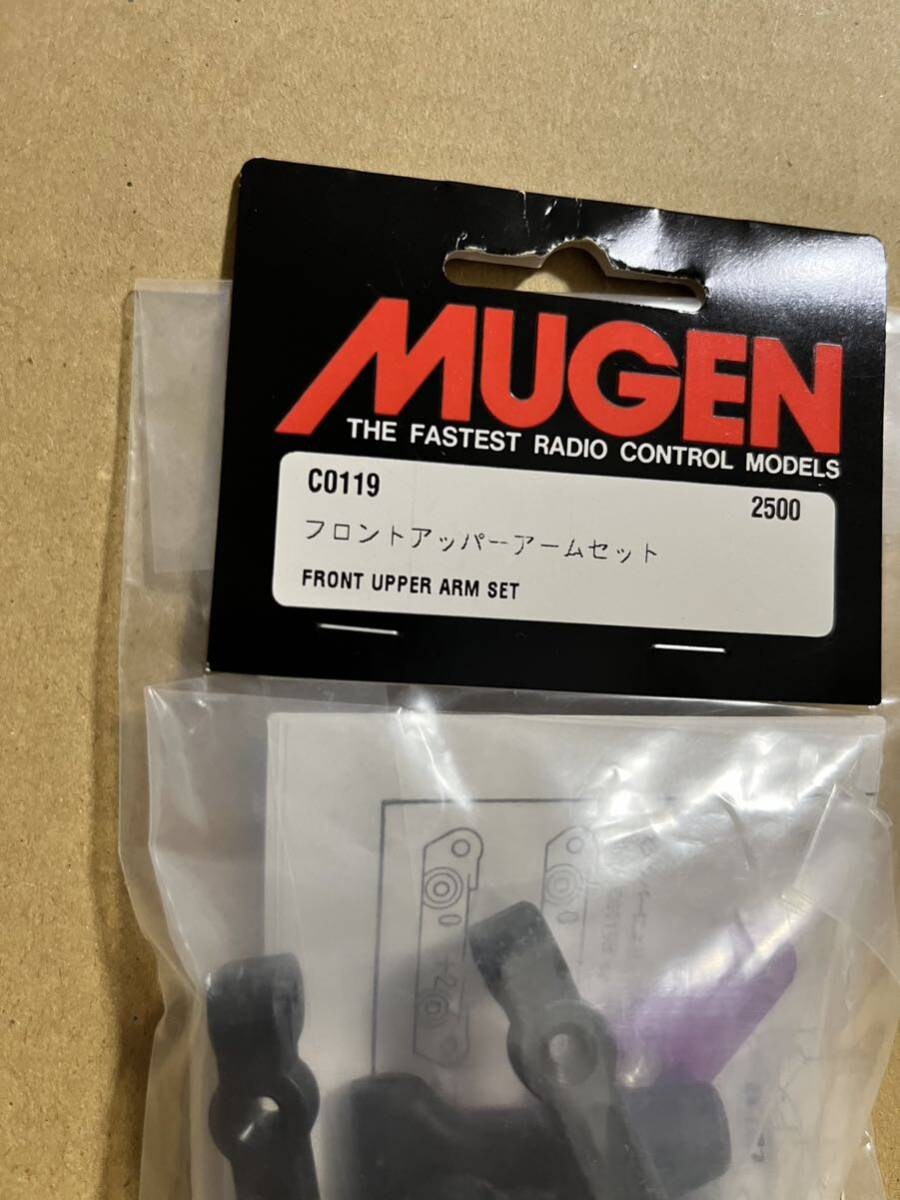 MUGEN
THE FASTEST RADIO CONTROL MODELS
C0119 2500
フロントアッパーアームセット
FRONT UPPER ARM SET
+2